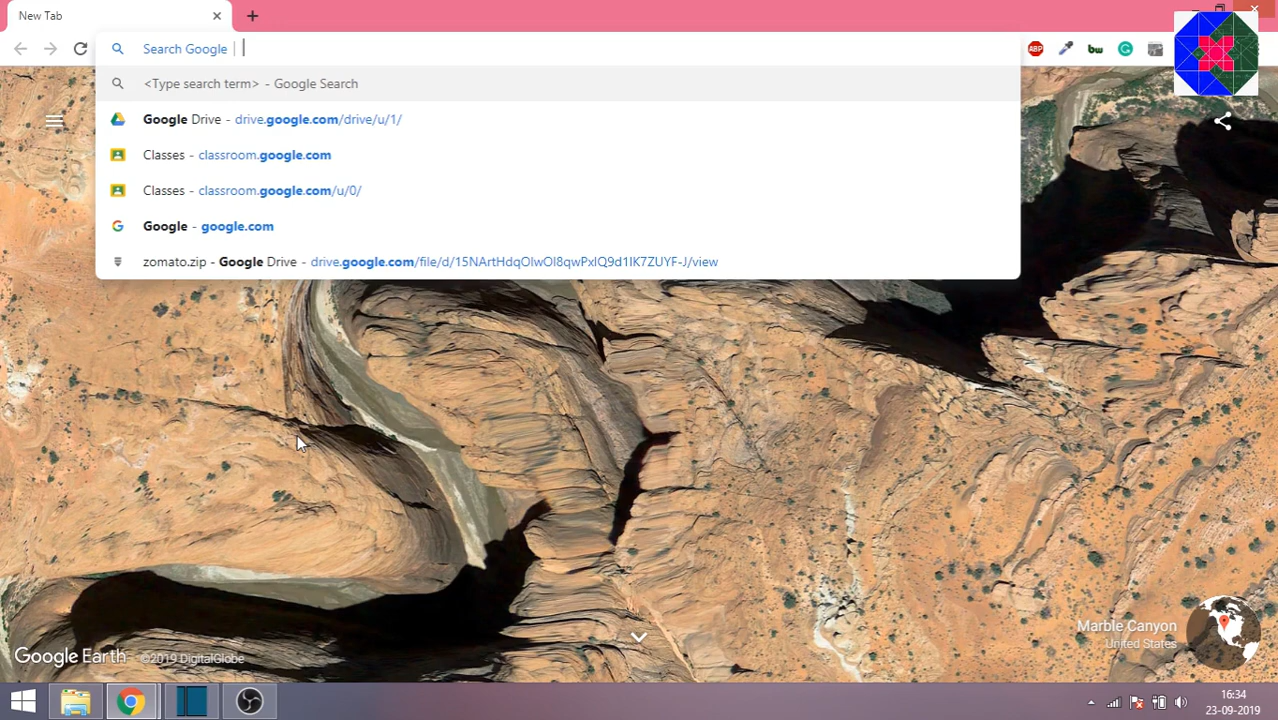 New Tab
Search Google |
ABP
bw
G
<Type search term> - Google Search
Google Drive - drive.google.com/drive/u/1/
Classes - classroom.google.com
Classes - classroom.google.com/u/0/
Google - google.com
zomato.zip - Google Drive - drive.google.com/file/d/15NArtHdqOlwOl8qwPxlQ9d1IK7ZUYF-J/view
Marble Canyon
United States
Google Earth ©2019 DigitalGlobe
16:34
23-09-2019